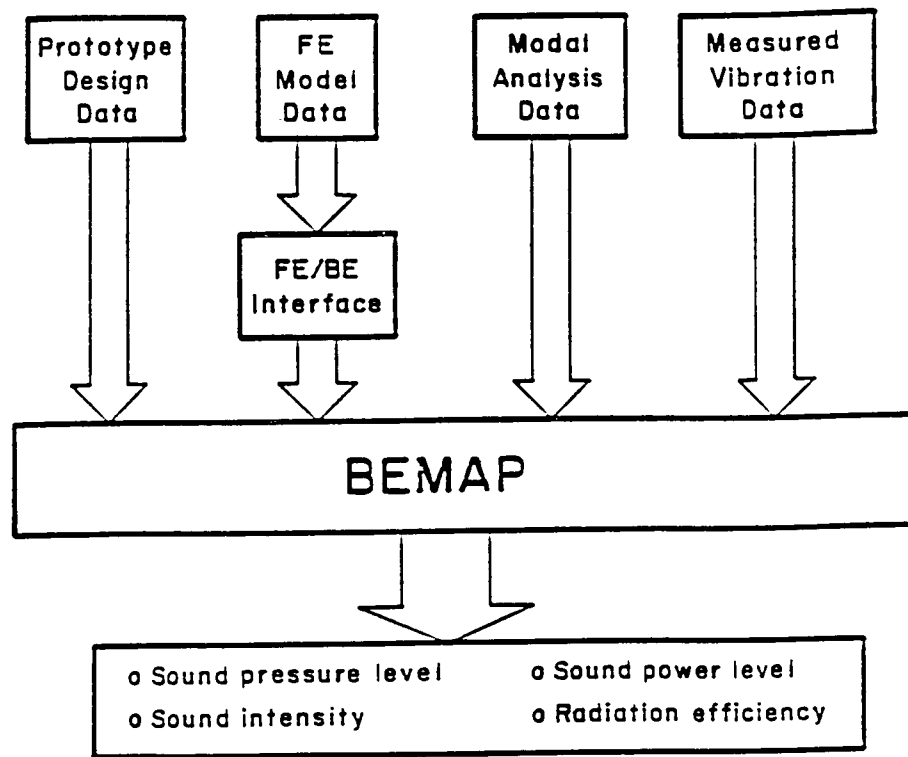 Prototype
Design
Data
FE
Model
Data
Modal
Analysis
Data
Measured
Vibration
Data
FE/BE
Interface
BEMAP
o Sound pressure level
o Sound power level
o Sound intensity
o Radiation efficiency